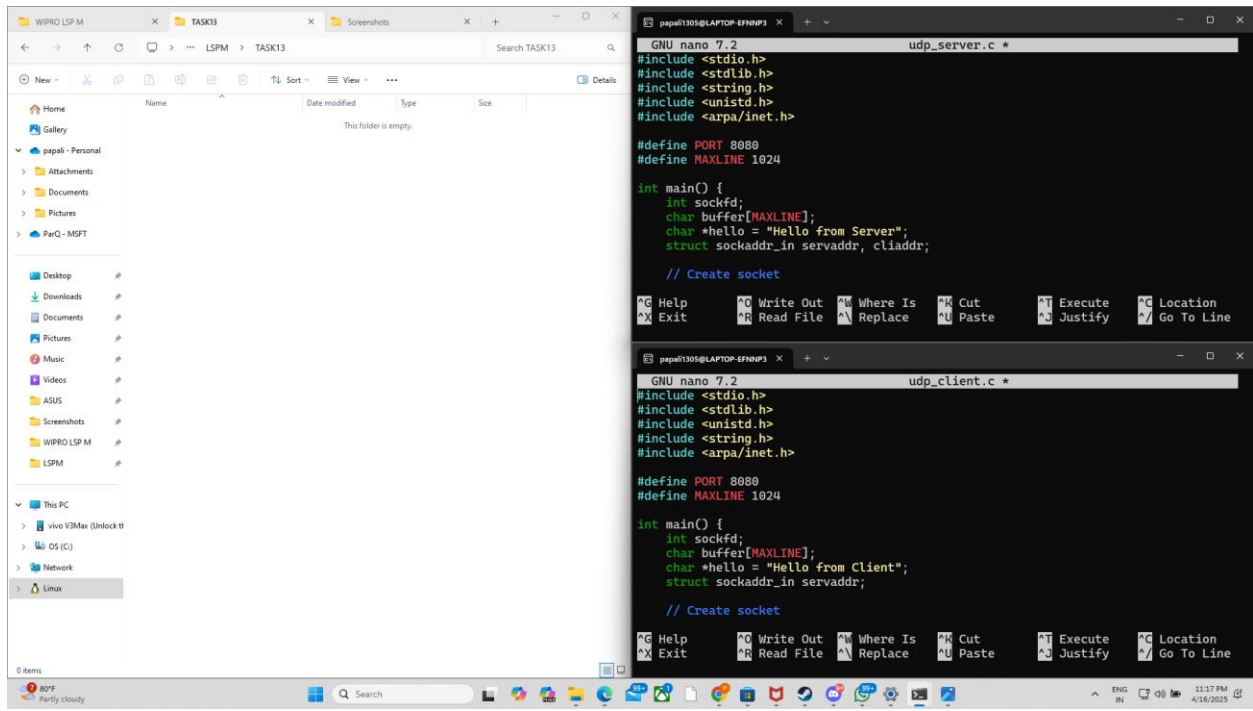 WIPRO LSP M
TASK13
Screenshots
LSPM > TASK13
Search TASK13
New
Sort
View
Details
Name
Date modified
Type
Size
This folder is empty.
Home
Gallery
papali - Personal
Attachments
Documents
Pictures
ParQ - MSFT
Desktop
Downloads
Documents
Pictures
Music
Videos
ASUS
Screenshots
WIPRO LSP M
LSPM
This PC
vivo V3Max (Unlock th
OS (C:)
Network
Linux
0 items
papali1305@LAPTOP-EFNNP3
GNU nano 7.2 udp_server.c *
#include <stdio.h>
#include <stdlib.h>
#include <string.h>
#include <unistd.h>
#include <arpa/inet.h>
#define PORT 8080
#define MAXLINE 1024
int main() {
int sockfd;
char buffer[MAXLINE];
char *hello = "Hello from Server";
struct sockaddr_in servaddr, cliaddr;
// Create socket
^G Help ^O Write Out ^W Where Is ^K Cut ^T Execute ^C Location
^X Exit ^R Read File ^\ Replace ^U Paste ^J Justify ^/ Go To Line
papali1305@LAPTOP-EFNNP3
GNU nano 7.2 udp_client.c *
#include <stdio.h>
#include <stdlib.h>
#include <unistd.h>
#include <string.h>
#include <arpa/inet.h>
#define PORT 8080
#define MAXLINE 1024
int main() {
int sockfd;
char buffer[MAXLINE];
char *hello = "Hello from Client";
struct sockaddr_in servaddr;
// Create socket
^G Help ^O Write Out ^W Where Is ^K Cut ^T Execute ^C Location
^X Exit ^R Read File ^\ Replace ^U Paste ^J Justify ^/ Go To Line
80°F
Partly cloudy
Search
99+
99+
ENG
IN
11:17 PM
4/16/2025